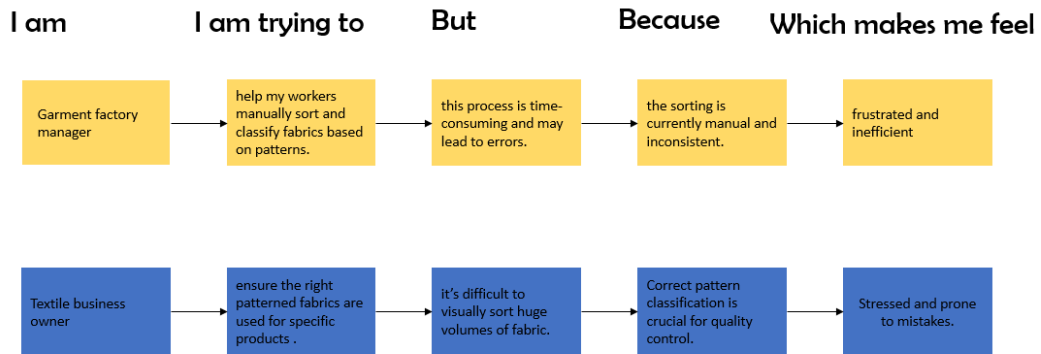 I am
I am trying to
But
Because
Which makes me feel
Garment factory
manager
help my workers
manually sort and
classify fabrics based
on patterns.
this process is time-
consuming and may
lead to errors.
the sorting is
currently manual and
inconsistent.
frustrated and
inefficient
Textile business
owner
ensure the right
patterned fabrics are
used for specific
products .
it’s difficult to
visually sort huge
volumes of fabric.
Correct pattern
classification is
crucial for quality
control.
Stressed and prone
to mistakes.